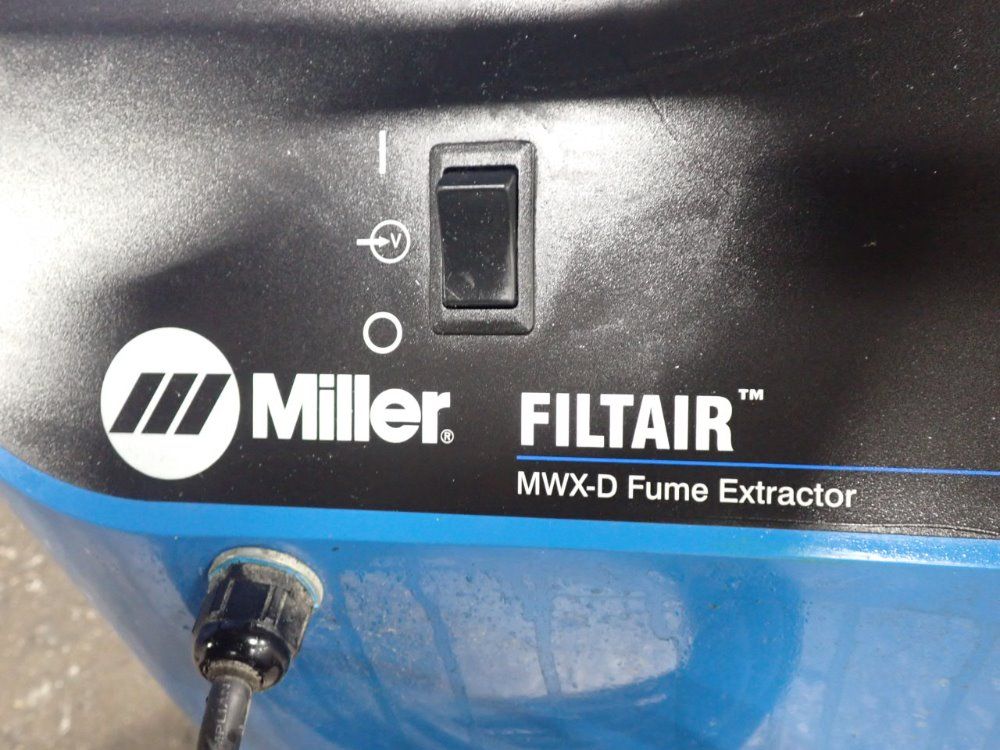 I
V
O
Miller®
FILTAIR™
MWX-D Fume Extractor